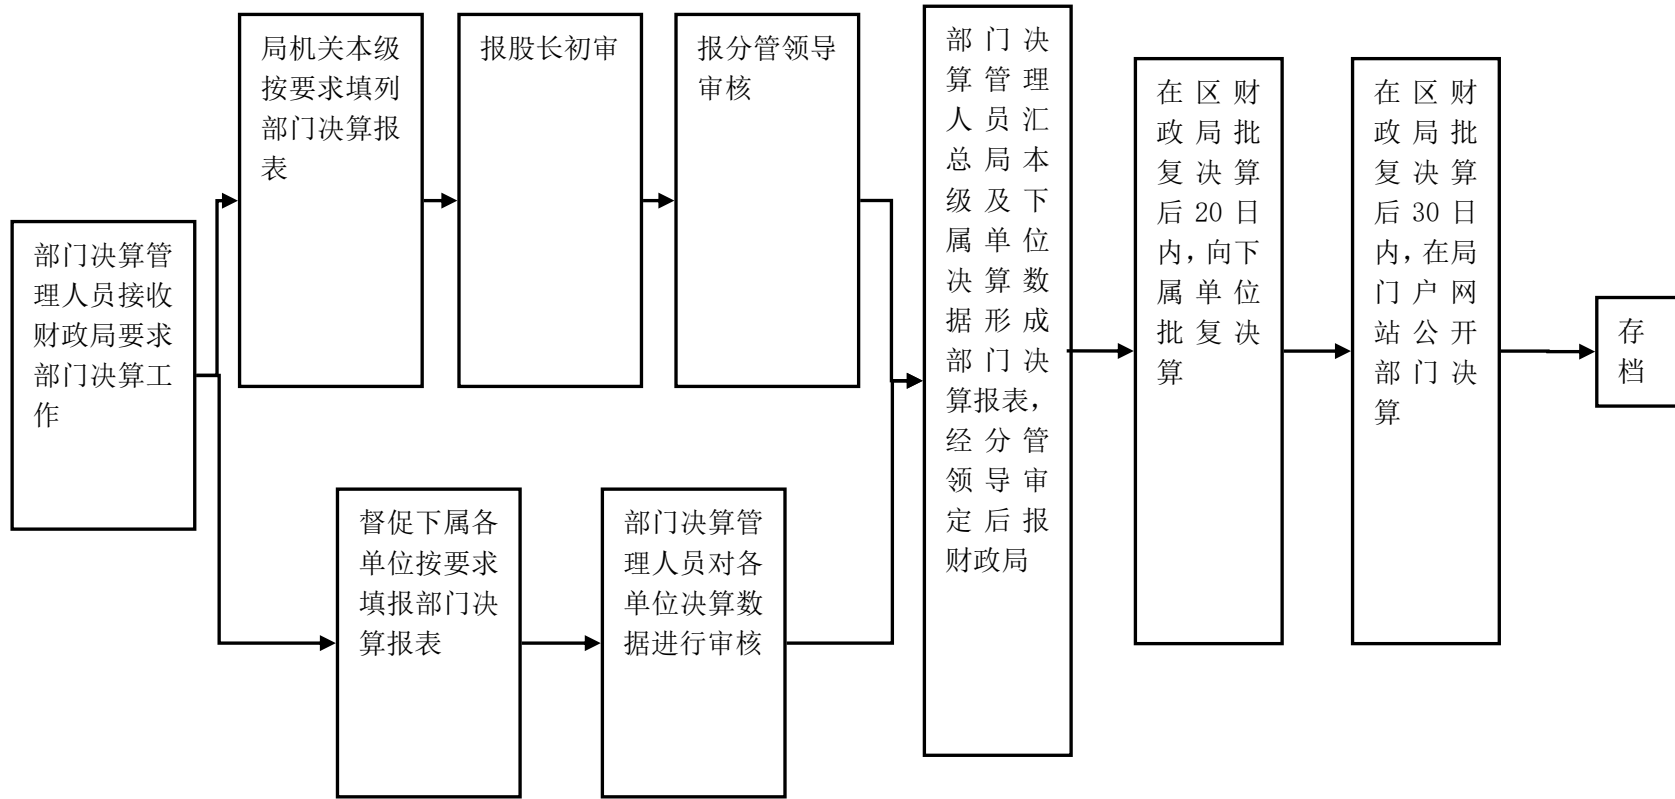 部门决算管
理人员接收
财政局要求
部门决算工
作
局机关本级
按要求填列
部门决算报
表
报股长初审
报分管领导
审核
督促下属各
单位按要求
填报部门决
算报表
部门决算管
理人员对各
单位决算数
据进行审核
部门决
算管理
人员汇
总局本
级及下
属单位
决算数
据形成
部门决
算报表，
经分管
领导审
定后报
财政局
在区财
政局批
复决算
后20日
内，向下
属单位
批复决
算
在区财
政局批
复决算
后30日
内，在局
门户网
站公开
部门决
算
存
档